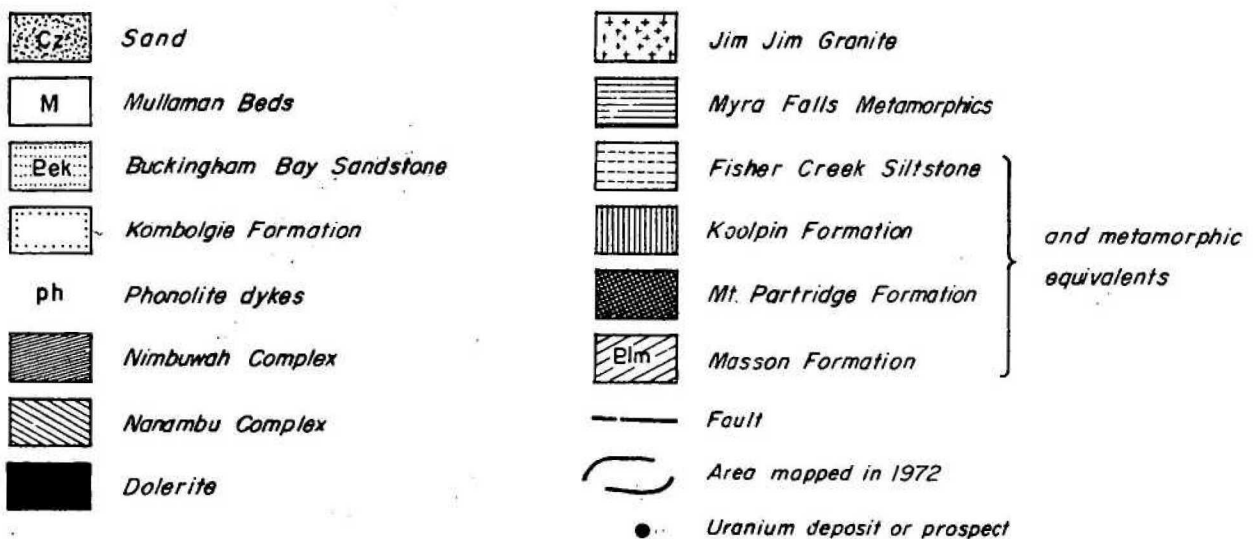 Cz Sand
M Mullaman Beds
Pek Buckingham Bay Sandstone
Kombolgie Formation
ph Phonolite dykes
Nimbuwah Complex
Nanambu Complex
Dolerite
Jim Jim Granite
Myra Falls Metamorphics
Fisher Creek Siltstone
Koolpin Formation
Mt. Partridge Formation
Plm Masson Formation
and metamorphic
equivalents
Fault
Area mapped in 1972
Uranium deposit or prospect